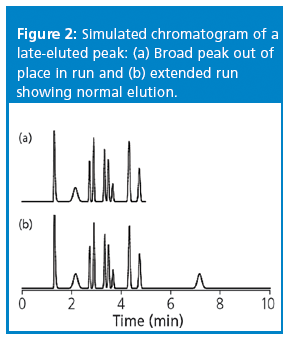 Figure 2: Simulated chromatogram of a
late-eluted peak: (a) Broad peak out of
place in run and (b) extended run
showing normal elution.
(a)
(b)
0 2 4 6 8 10
Time (min)